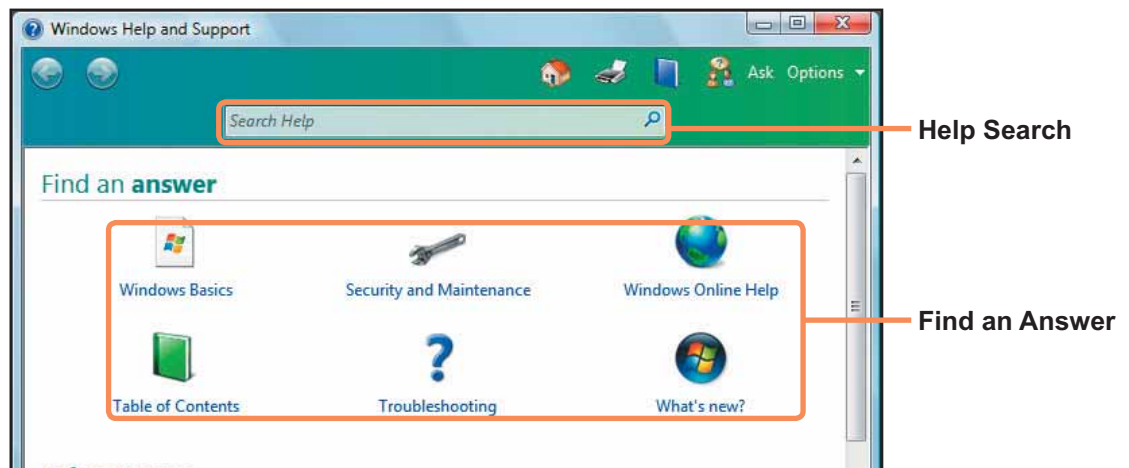 Windows Help and Support
Ask Options
Search Help
Help Search
Find an answer
Windows Basics Security and Maintenance Windows Online Help
Find an Answer
Table of Contents Troubleshooting What's new?